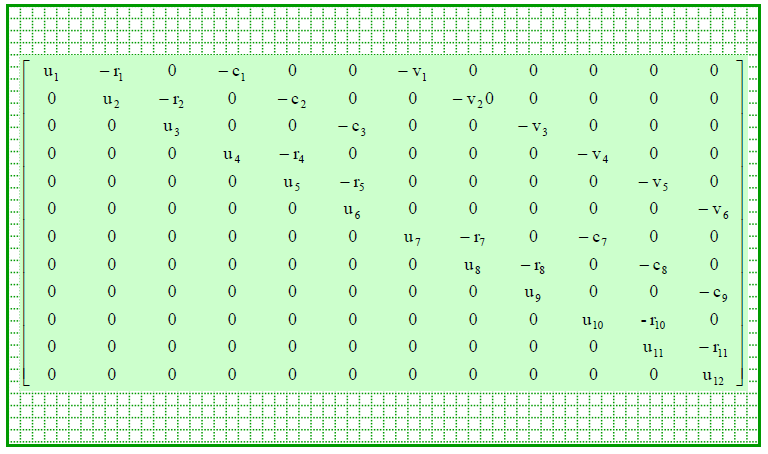 u₁ − r₁ 0 − c₁ 0 0 − v₁ 0 0 0 0 0
0 u₂ − r₂ 0 − c₂ 0 0 − v₂0 0 0 0 0
0 0 u₃ 0 0 − c₃ 0 0 − v₃ 0 0 0
0 0 0 u₄ − r₄ 0 0 0 0 − v₄ 0 0
0 0 0 0 u₅ − r₅ 0 0 0 0 − v₅ 0
0 0 0 0 0 u₆ 0 0 0 0 0 − v₆
0 0 0 0 0 0 u₇ − r₇ 0 − c₇ 0 0
0 0 0 0 0 0 0 u₈ − r₈ 0 − c₈ 0
0 0 0 0 0 0 0 0 u₉ 0 0 − c₉
0 0 0 0 0 0 0 0 0 u₁₀ - r₁₀ 0
0 0 0 0 0 0 0 0 0 0 u₁₁ − r₁₁
0 0 0 0 0 0 0 0 0 0 0 u₁₂